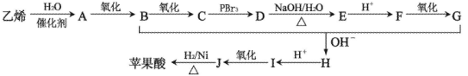 乙烯 H₂O 催化剂 A 氧化 B 氧化 C PBr₃ D NaOH/H₂O △ E H⁺ F 氧化 G
OH⁻
苹果酸 H₂/Ni △ J 氧化 I H⁺ H